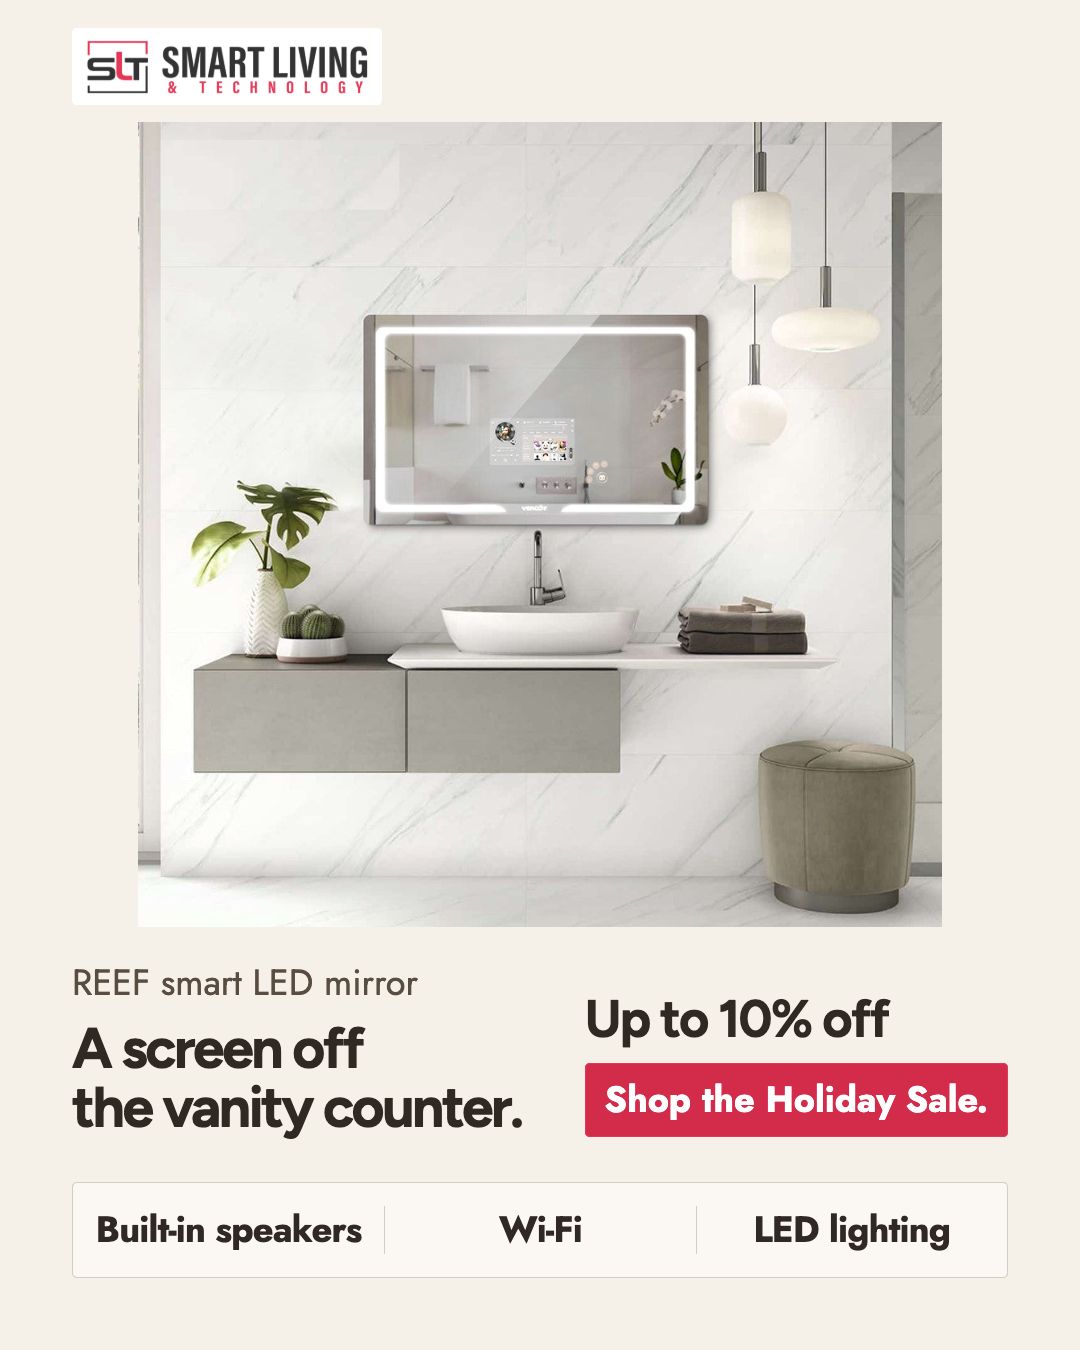 SLT SMART LIVING
& TECHNOLOGY
REEF smart LED mirror
A screen off
the vanity counter.
Up to 10% off
Shop the Holiday Sale.
Built-in speakers
Wi-Fi
LED lighting